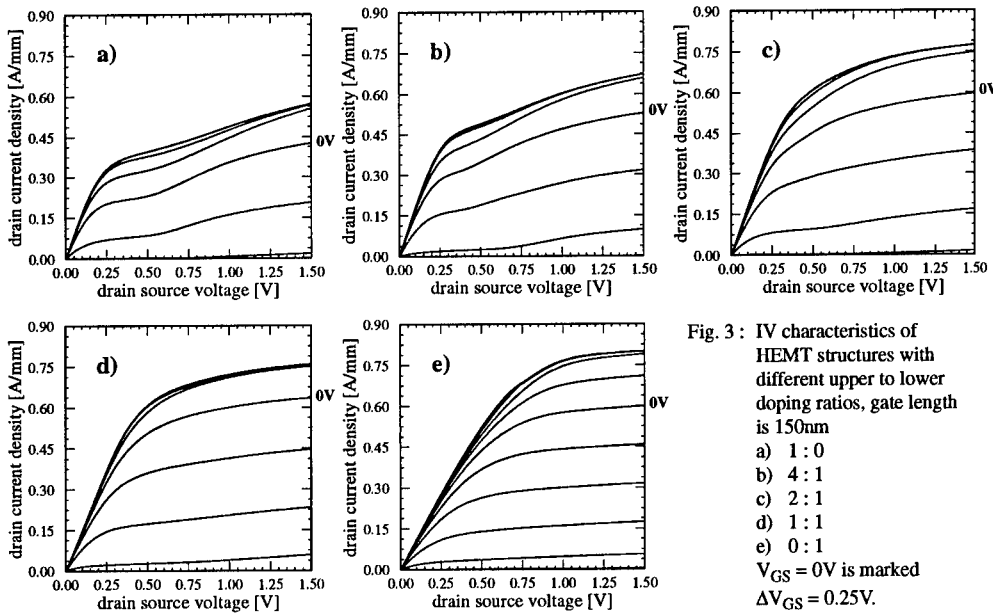 a)
drain current density [A/mm]
0.90
0.75
0.60
0.45
0.30
0.15
0.00
0V
0.00 0.25 0.50 0.75 1.00 1.25 1.50
drain source voltage [V]
b)
drain current density [A/mm]
0.90
0.75
0.60
0.45
0.30
0.15
0.00
0V
0.00 0.25 0.50 0.75 1.00 1.25 1.50
drain source voltage [V]
c)
drain current density [A/mm]
0.90
0.75
0.60
0.45
0.30
0.15
0.00
0V
0.00 0.25 0.50 0.75 1.00 1.25 1.50
drain source voltage [V]
d)
drain current density [A/mm]
0.90
0.75
0.60
0.45
0.30
0.15
0.00
0V
0.00 0.25 0.50 0.75 1.00 1.25 1.50
drain source voltage [V]
e)
drain current density [A/mm]
0.90
0.75
0.60
0.45
0.30
0.15
0.00
0V
0.00 0.25 0.50 0.75 1.00 1.25 1.50
drain source voltage [V]
Fig. 3 : IV characteristics of
HEMT structures with
different upper to lower
doping ratios, gate length
is 150nm
a) 1 : 0
b) 4 : 1
c) 2 : 1
d) 1 : 1
e) 0 : 1
VGS = 0V is marked
ΔVGS = 0.25V.